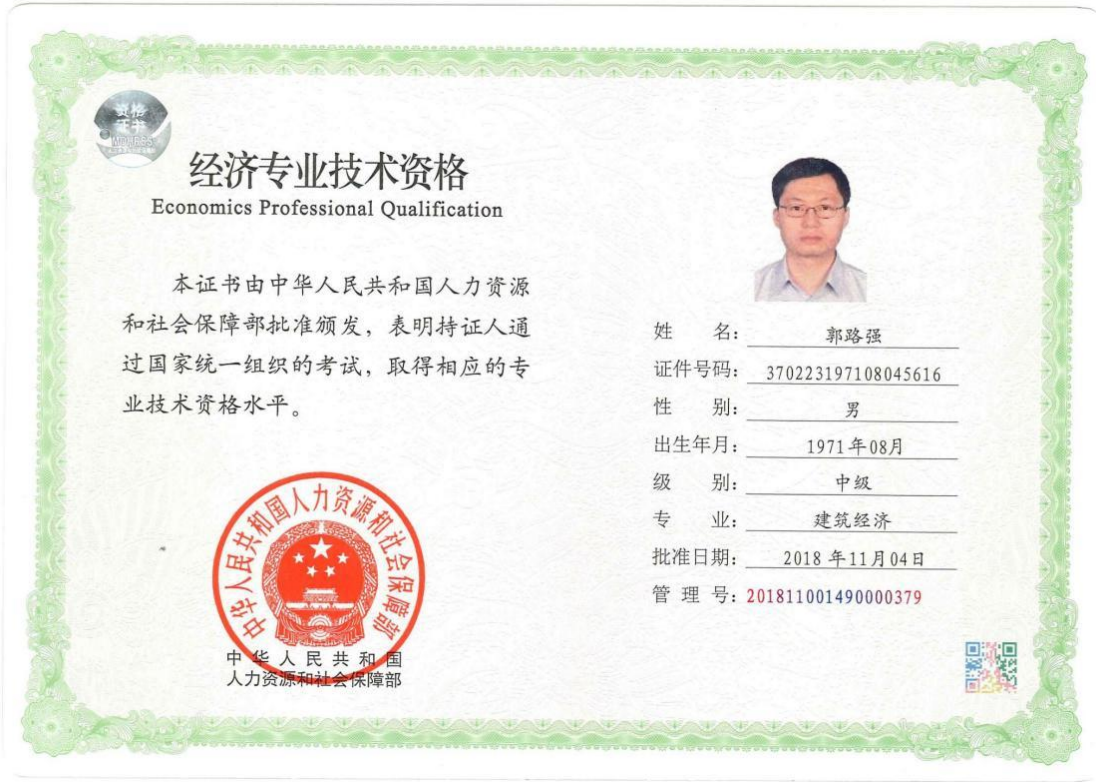 资格
证书
MOHRSS
经济专业技术资格
Economics Professional Qualification
本证书由中华人民共和国人力资源
和社会保障部批准颁发，表明持证人通
过国家统一组织的考试，取得相应的专
业技术资格水平。
中华人民共和国人力资源和社会保障部
中华人民共和国
人力资源和社会保障部
姓 名：郭路强
证件号码：370223197108045616
性 别：男
出生年月：1971年08月
级 别：中级
专 业：建筑经济
批准日期：2018年11月04日
管 理 号：201811001490000379